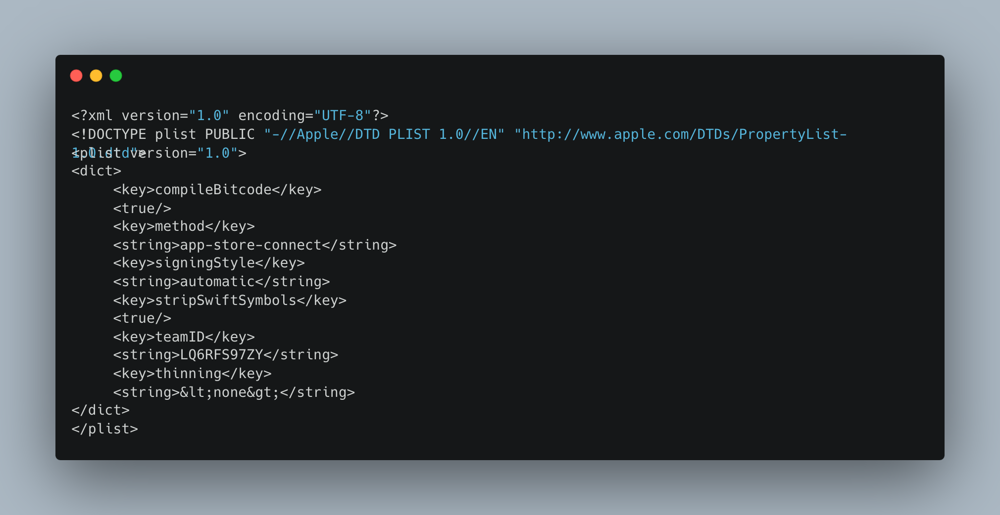 <?xml version="1.0" encoding="UTF-8"?>
<!DOCTYPE plist PUBLIC "-//Apple//DTD PLIST 1.0//EN" "http://www.apple.com/DTDs/PropertyList-
1.0.dtd">
<plist version="1.0">
<dict>
<key>compileBitcode</key>
<true/>
<key>method</key>
<string>app-store-connect</string>
<key>signingStyle</key>
<string>automatic</string>
<key>stripSwiftSymbols</key>
<true/>
<key>teamID</key>
<string>LQ6RFS97ZY</string>
<key>thinning</key>
<string>&lt;none&gt;</string>
</dict>
</plist>